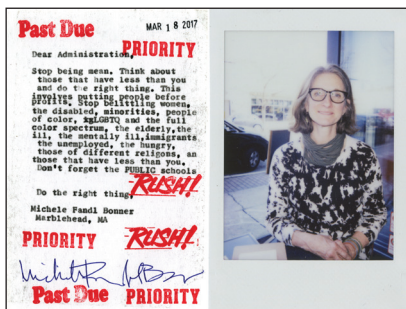 Past Due
MAR 18 2017
PRIORITY
Dear Administration,
Stop being mean. Think about
those that have less than you
and do the right thing. This
involves putting people before
profits. Stop belittling women,
the disabled, minorities, people
of color, LGBTQ and the full
color spectrum, the elderly, the
ill, the mentally ill, immigrants
the unemployed, the hungry,
those of different religons, an
those that have less than you.
Don't forget the PUBLIC schools
RUSH!
Do the right thing,
Michele Fandl Bonner
Marblehead, MA
PRIORITY
RUSH!
Past Due
PRIORITY